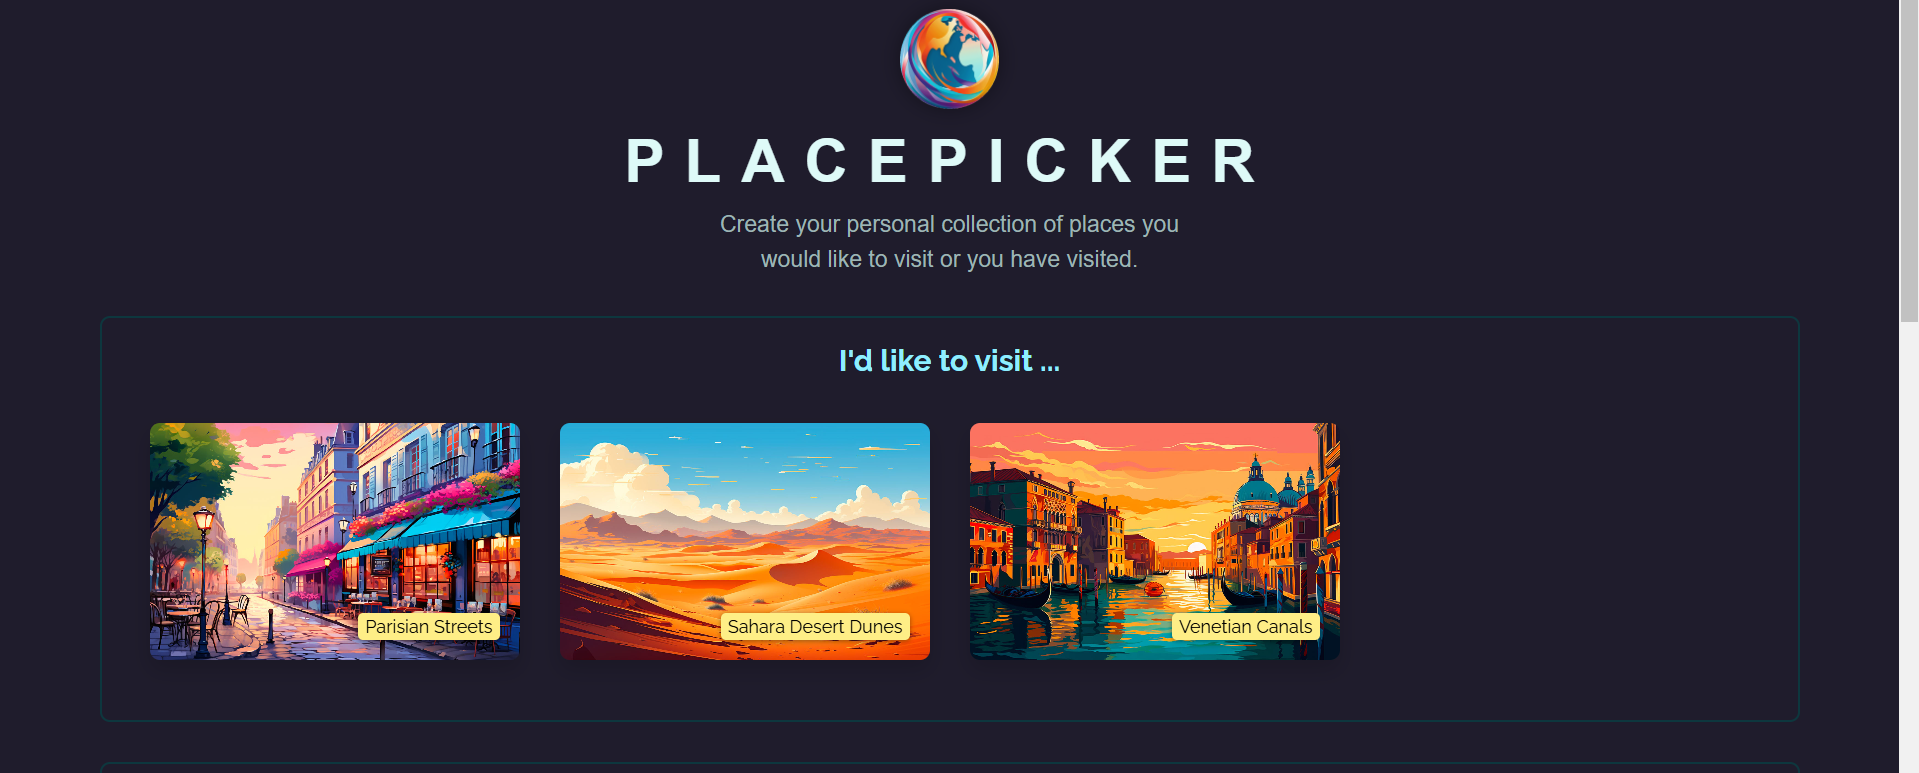 PLACEPICKER
Create your personal collection of places you
would like to visit or you have visited.
I'd like to visit ...
Parisian Streets
Sahara Desert Dunes
Venetian Canals